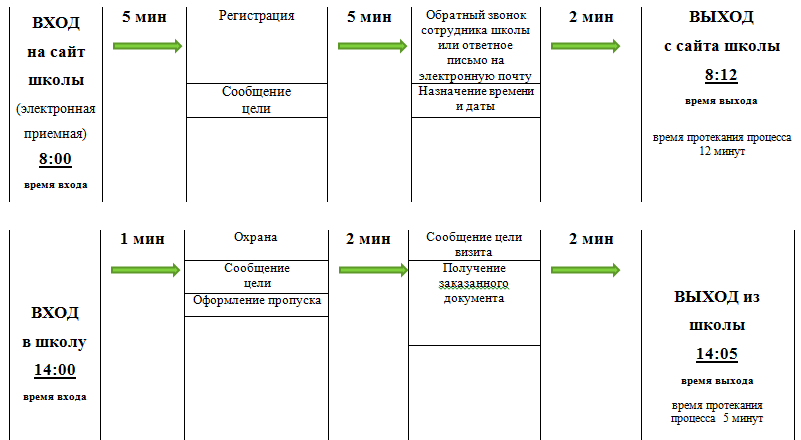 ВХОД
на сайт
школы
(электронная
приемная)
8:00
время входа
5 мин
Регистрация
Сообщение
цели
5 мин
Обратный звонок
сотрудника школы
или ответное
письмо на
электронную почту
Назначение времени
и даты
2 мин
ВЫХОД
с сайта школы
8:12
время выхода
время протекания процесса
12 минут
ВХОД
в школу
14:00
время входа
1 мин
Охрана
Сообщение
цели
Оформление пропуска
2 мин
Сообщение цели
визита
Получение
заказанного
документа
2 мин
ВЫХОД из
школы
14:05
время выхода
время протекания
процесса 5 минут